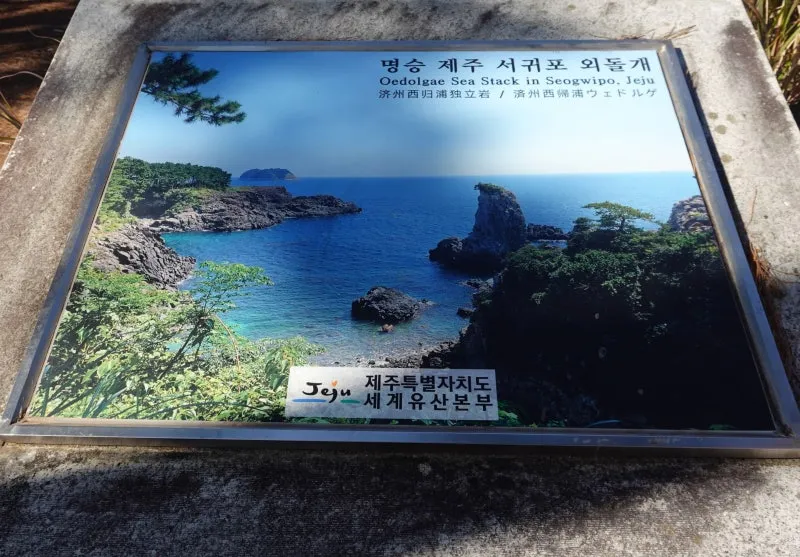 명승 제주 서귀포 외돌개
Oedolgae Sea Stack in Seogwipo, Jeju
済州西归浦独立岩 / 済州西帰浦ウェドルゲ
Jeju 제주특별자치도
세계유산본부